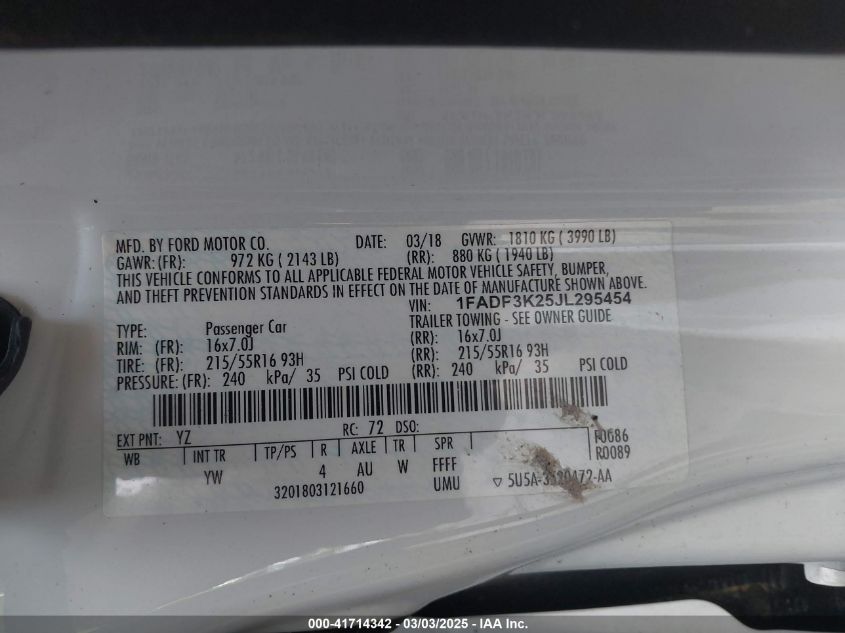 MFD. BY FORD MOTOR CO. DATE: 03/18 GVWR: 1810 KG ( 3990 LB)
GAWR: (FR): 972 KG ( 2143 LB) (RR): 880 KG ( 1940 LB)
THIS VEHICLE CONFORMS TO ALL APPLICABLE FEDERAL MOTOR VEHICLE SAFETY, BUMPER,
AND THEFT PREVENTION STANDARDS IN EFFECT ON THE DATE OF MANUFACTURE SHOWN ABOVE.
VIN: 1FADF3K25JL295454
TYPE: Passenger Car TRAILER TOWING - SEE OWNER GUIDE
RIM: (FR): 16x7.0J (RR): 16x7.0J
TIRE: (FR): 215/55R16 93H (RR): 215/55R16 93H
PRESSURE: (FR): 240 kPa/ 35 PSI COLD (RR): 240 kPa/ 35 PSI COLD
RC: 72 DSO:
EXT PNT: YZ F0086
WB INT TR TP/PS R AXLE TR SPR R0089
YW 4 AU W FFFF
3201803121660 UMU ▽ 5U5A-
000-41714342 - 03/03/2025 - IAA Inc.